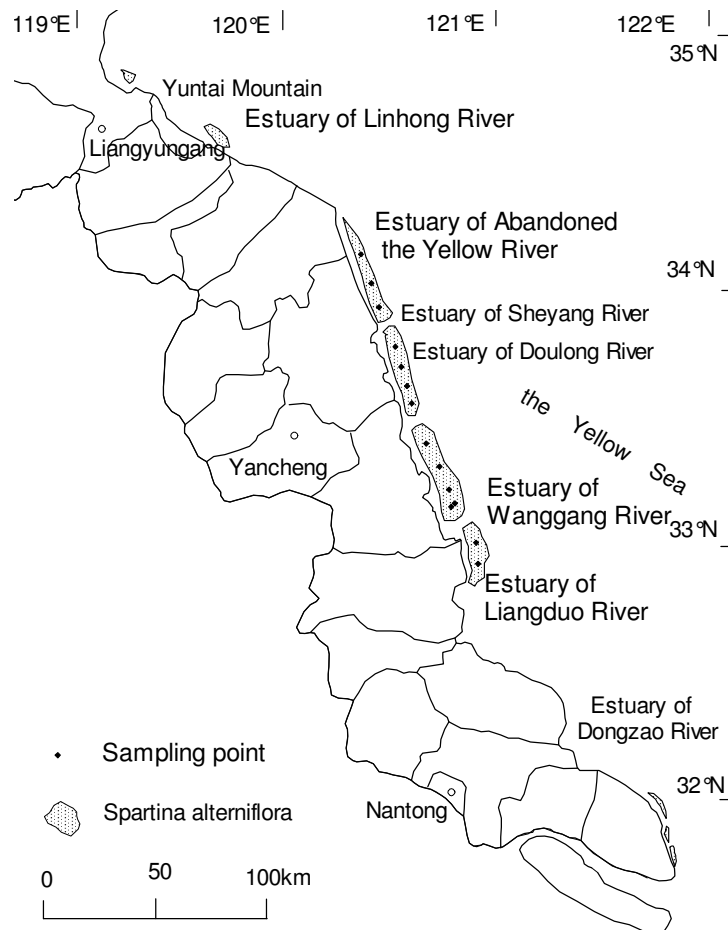 119°E
120°E
121°E
122°E
35°N
Yuntai Mountain
Estuary of Linhong River
Liangyungang
Estuary of Abandoned
the Yellow River
34°N
Estuary of Sheyang River
Estuary of Doulong River
the Yellow Sea
Yancheng
Estuary of
Wanggang River
33°N
Estuary of
Liangduo River
Estuary of
Dongzao River
Sampling point
32°N
Spartina alterniflora
Nantong
0 50 100km